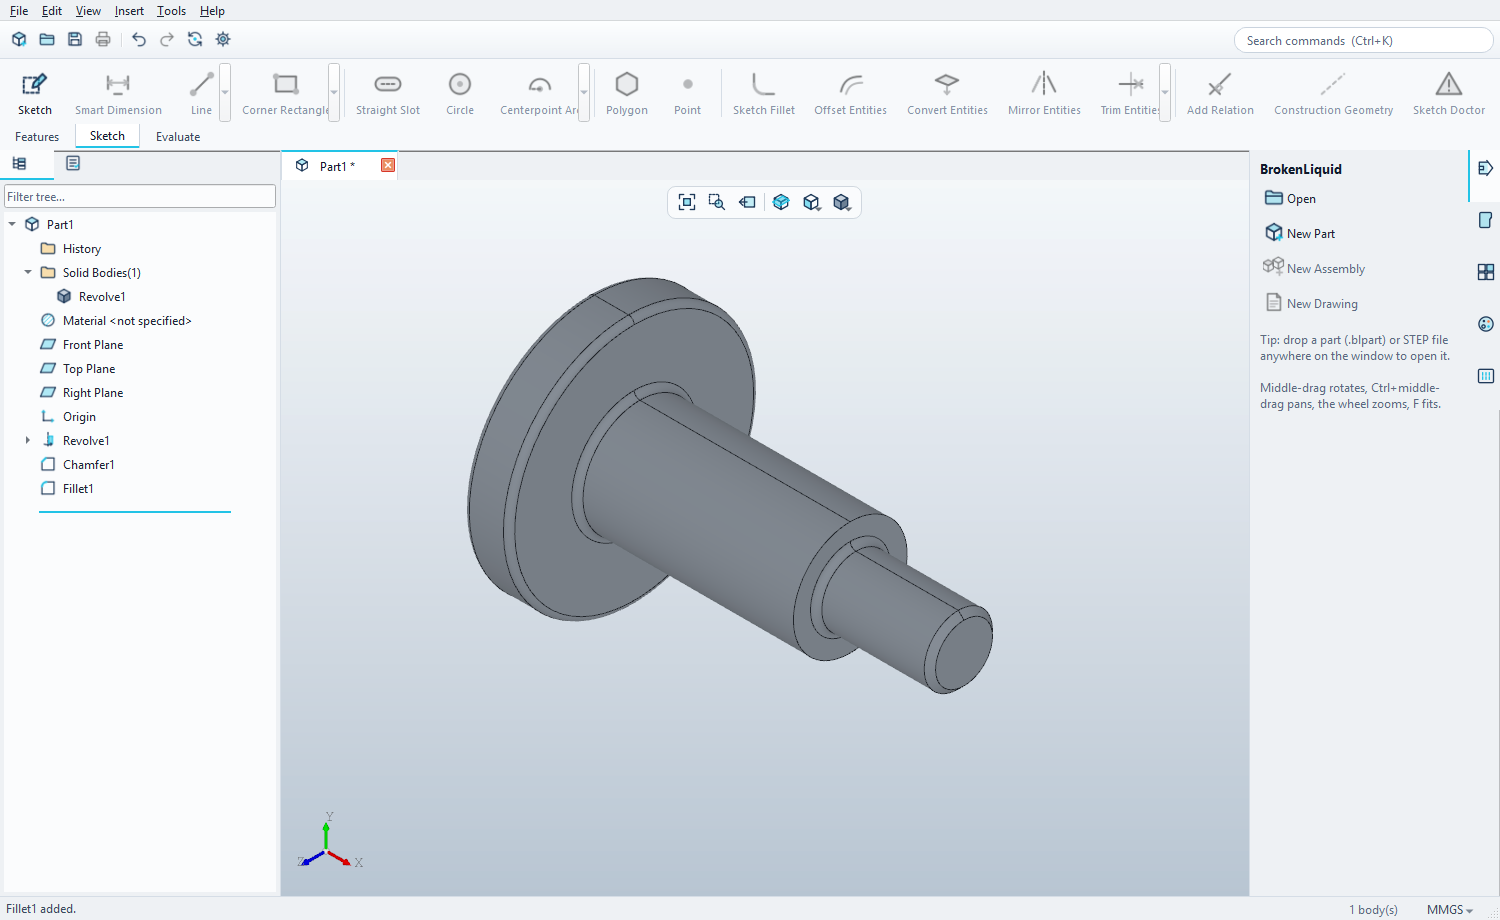 File Edit View Insert Tools Help
Search commands (Ctrl+K)
Sketch Smart Dimension Line Corner Rectangle Straight Slot Circle Centerpoint Arc Polygon Point Sketch Fillet Offset Entities Convert Entities Mirror Entities Trim Entities Add Relation Construction Geometry Sketch Doctor
Features Sketch Evaluate
Part1 *
Filter tree...
Part1
History
Solid Bodies(1)
Revolve1
Material <not specified>
Front Plane
Top Plane
Right Plane
Origin
Revolve1
Chamfer1
Fillet1
Y
Z
X
BrokenLiquid
Open
New Part
New Assembly
New Drawing
Tip: drop a part (.blpart) or STEP file
anywhere on the window to open it.
Middle-drag rotates, Ctrl+middle-
drag pans, the wheel zooms, F fits.
Fillet1 added.
1 body(s)
MMGS